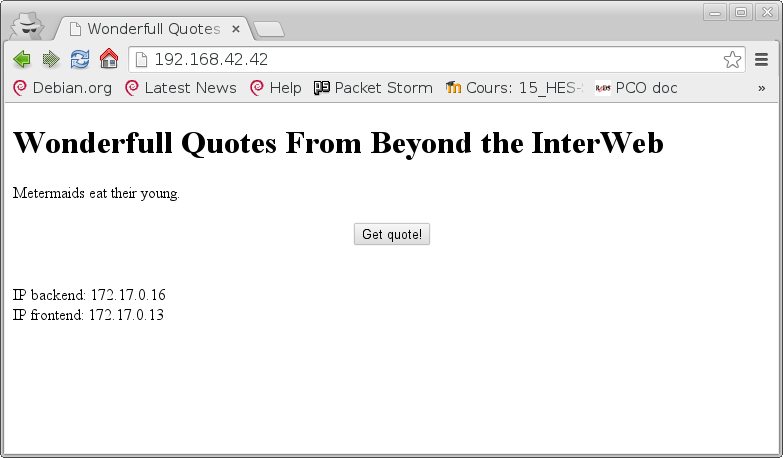 Wonderfull Quotes
192.168.42.42
Debian.org Latest News Help Packet Storm Cours: 15_HES- PCO doc »
Wonderfull Quotes From Beyond the InterWeb
Metermaids eat their young.
Get quote!
IP backend: 172.17.0.16
IP frontend: 172.17.0.13